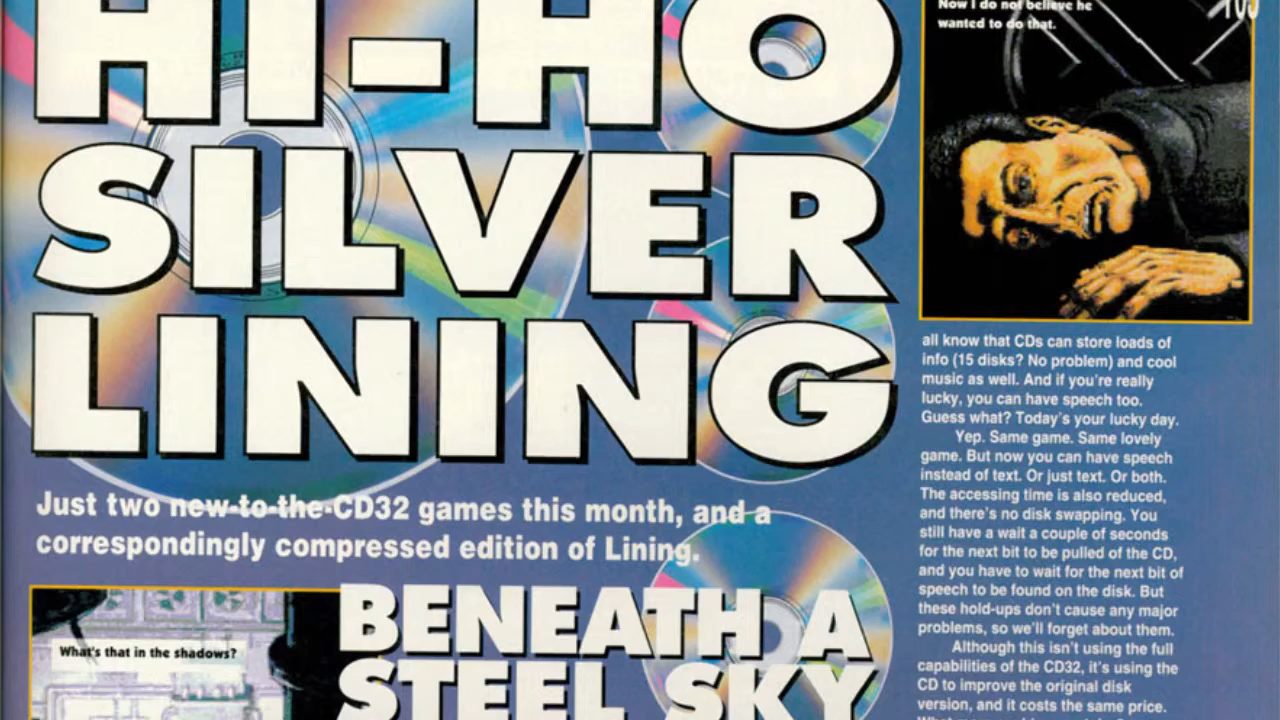 HI-HO
SILVER
LINING
Just two new-to-the-CD32 games this month, and a
correspondingly compressed edition of Lining.
What's that in the shadows?
BENEATH A
STEEL SKY
Now I do not believe he
wanted to do that.
all know that CDs can store loads of
info (15 disks? No problem) and cool
music as well. And if you're really
lucky, you can have speech too.
Guess what? Today's your lucky day.
Yep. Same game. Same lovely
game. But now you can have speech
instead of text. Or just text. Or both.
The accessing time is also reduced,
and there's no disk swapping. You
still have a wait a couple of seconds
for the next bit to be pulled of the CD,
and you have to wait for the next bit of
speech to be found on the disk. But
these hold-ups don't cause any major
problems, so we'll forget about them.
Although this isn't using the full
capabilities of the CD32, it's using the
CD to improve the original disk
version, and it costs the same price.